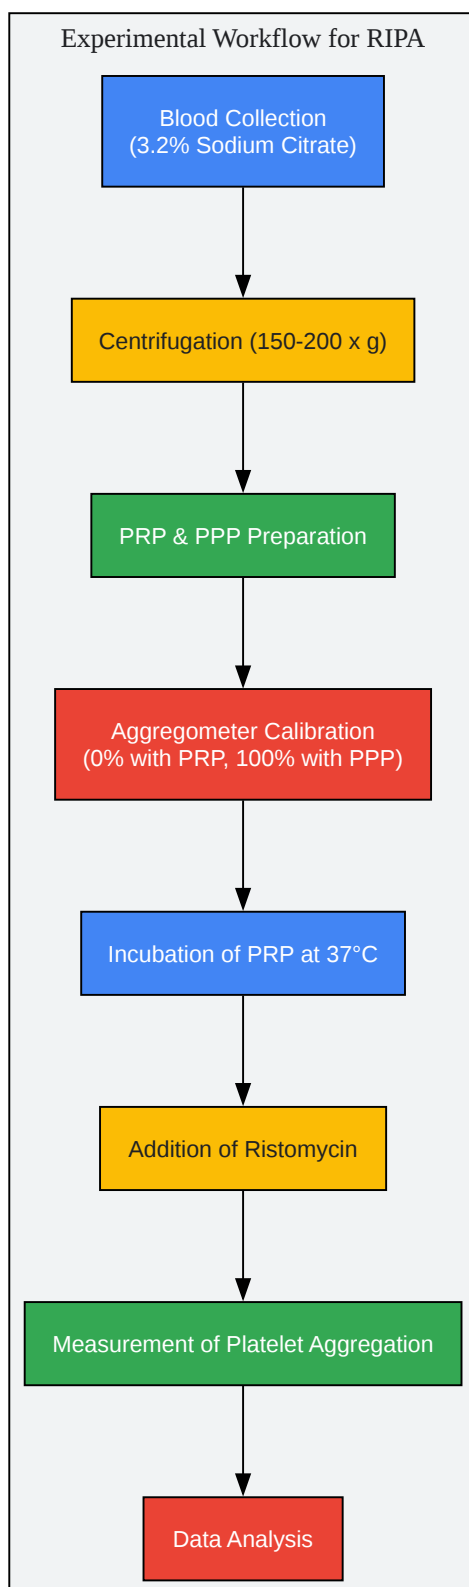 Experimental Workflow for RIPA
Blood Collection
(3.2% Sodium Citrate)
Centrifugation (150-200 x g)
PRP & PPP Preparation
Aggregometer Calibration
(0% with PRP, 100% with PPP)
Incubation of PRP at 37°C
Addition of Ristomycin
Measurement of Platelet Aggregation
Data Analysis